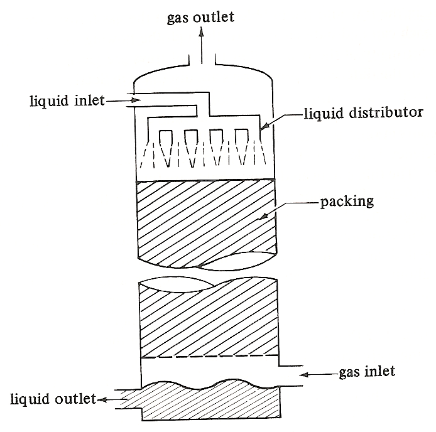 gas outlet
liquid inlet
liquid distributor
packing
gas inlet
liquid outlet